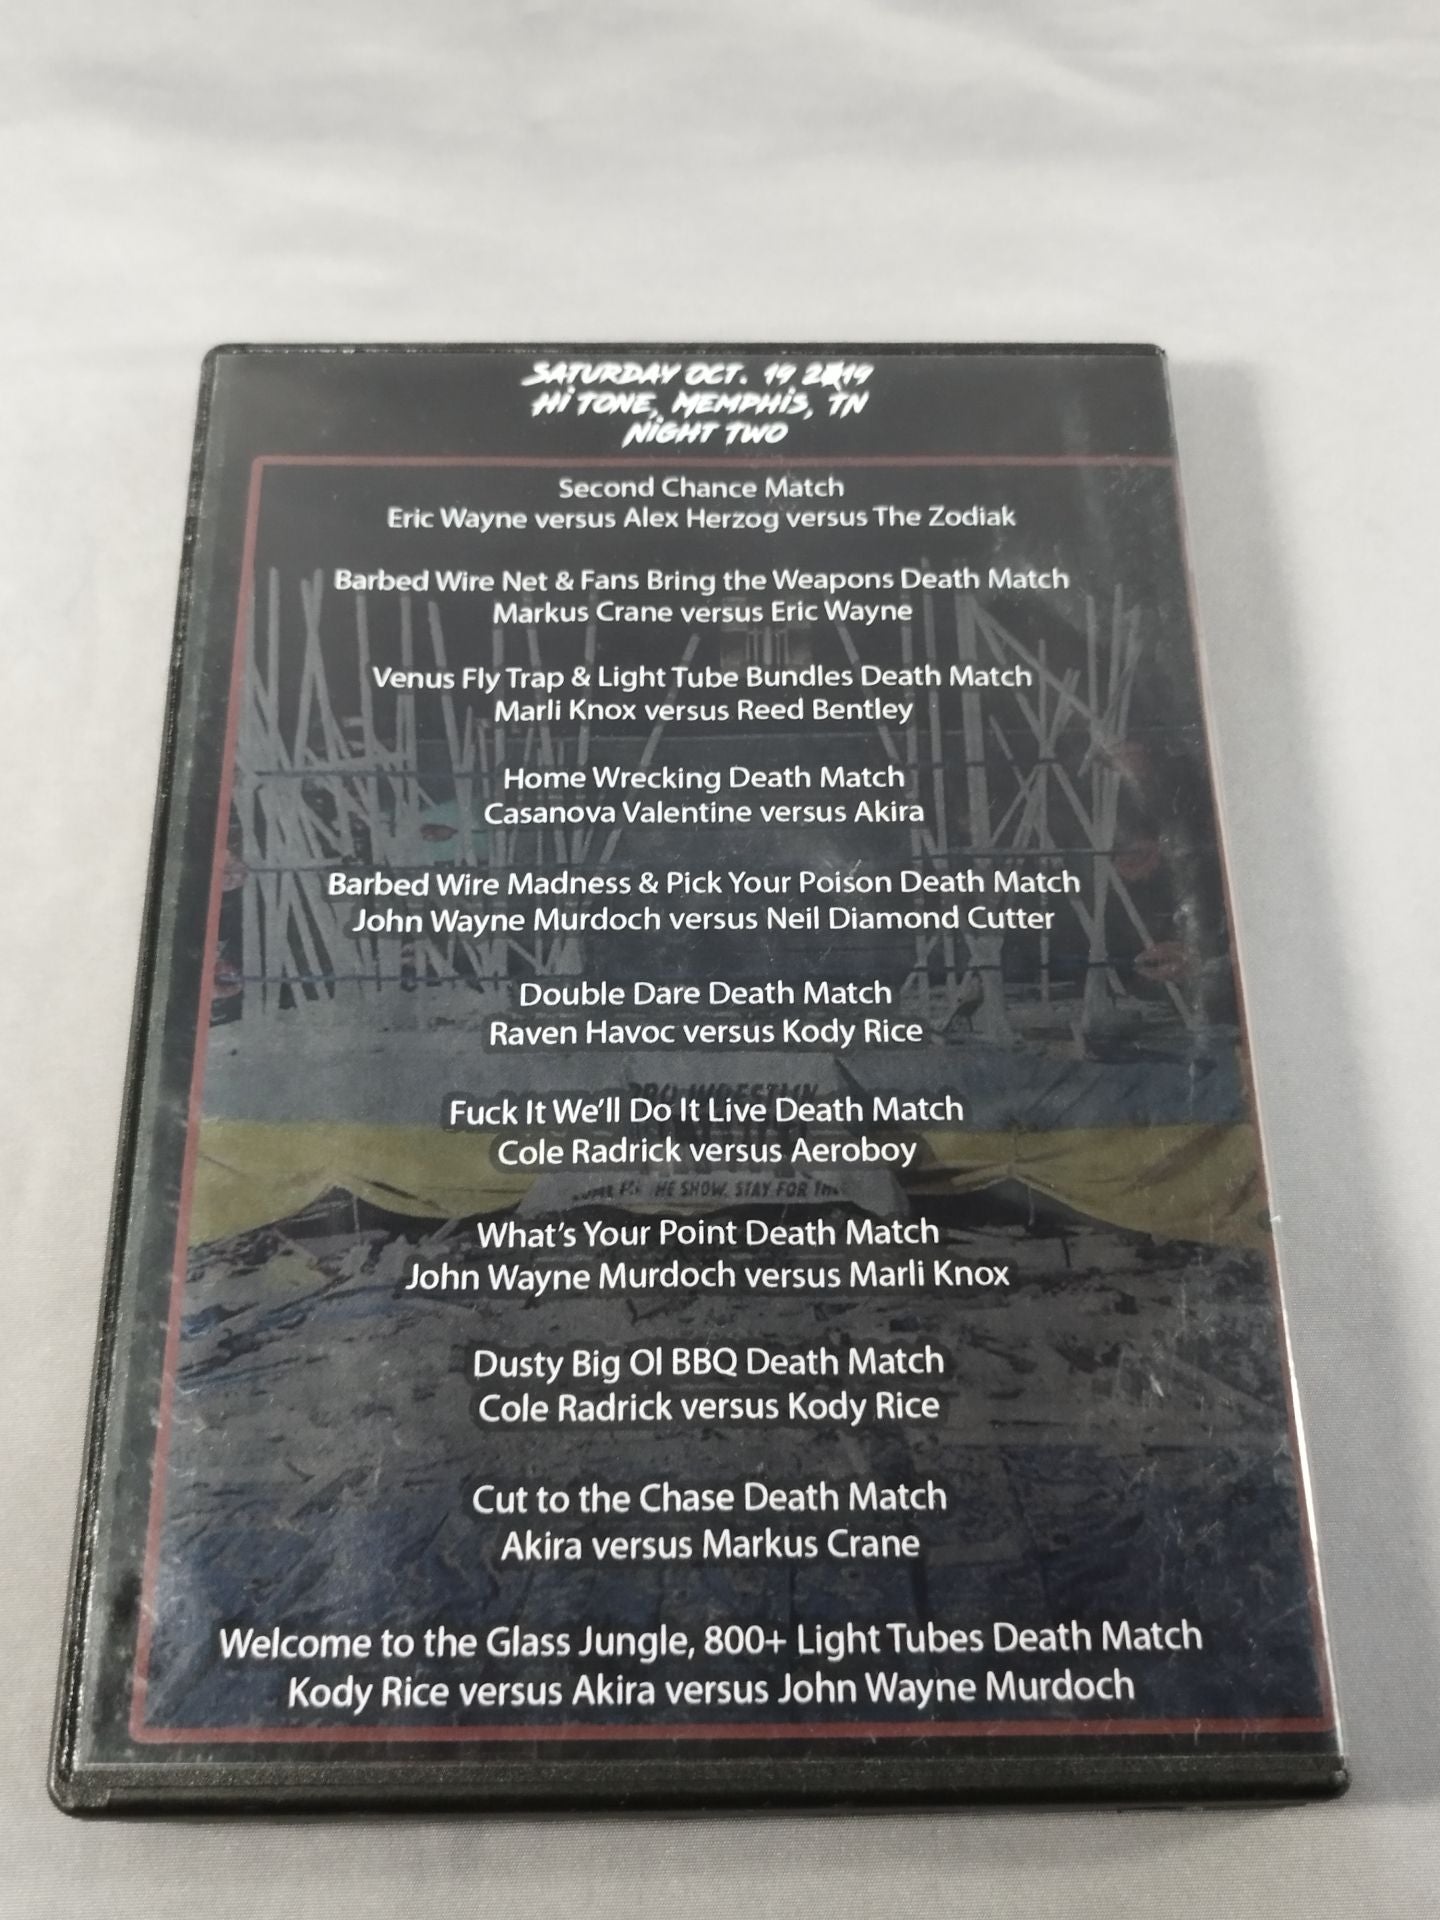 SATURDAY OCT. 19 2019
Hi TONE, MEMPHiS, TN
NiGHT TWO
Second Chance Match
Eric Wayne versus Alex Herzog versus The Zodiak
Barbed Wire Net & Fans Bring the Weapons Death Match
Markus Crane versus Eric Wayne
Venus Fly Trap & Light Tube Bundles Death Match
Marli Knox versus Reed Bentley
Home Wrecking Death Match
Casanova Valentine versus Akira
Barbed Wire Madness & Pick Your Poison Death Match
John Wayne Murdoch versus Neil Diamond Cutter
Double Dare Death Match
Raven Havoc versus Kody Rice
Fuck It We'll Do It Live Death Match
Cole Radrick versus Aeroboy
SHOW, STAY FOR
What's Your Point Death Match
John Wayne Murdoch versus Marli Knox
Dusty Big Ol BBQ Death Match
Cole Radrick versus Kody Rice
Cut to the Chase Death Match
Akira versus Markus Crane
Welcome to the Glass Jungle, 800+ Light Tubes Death Match
Kody Rice versus Akira versus John Wayne Murdoch